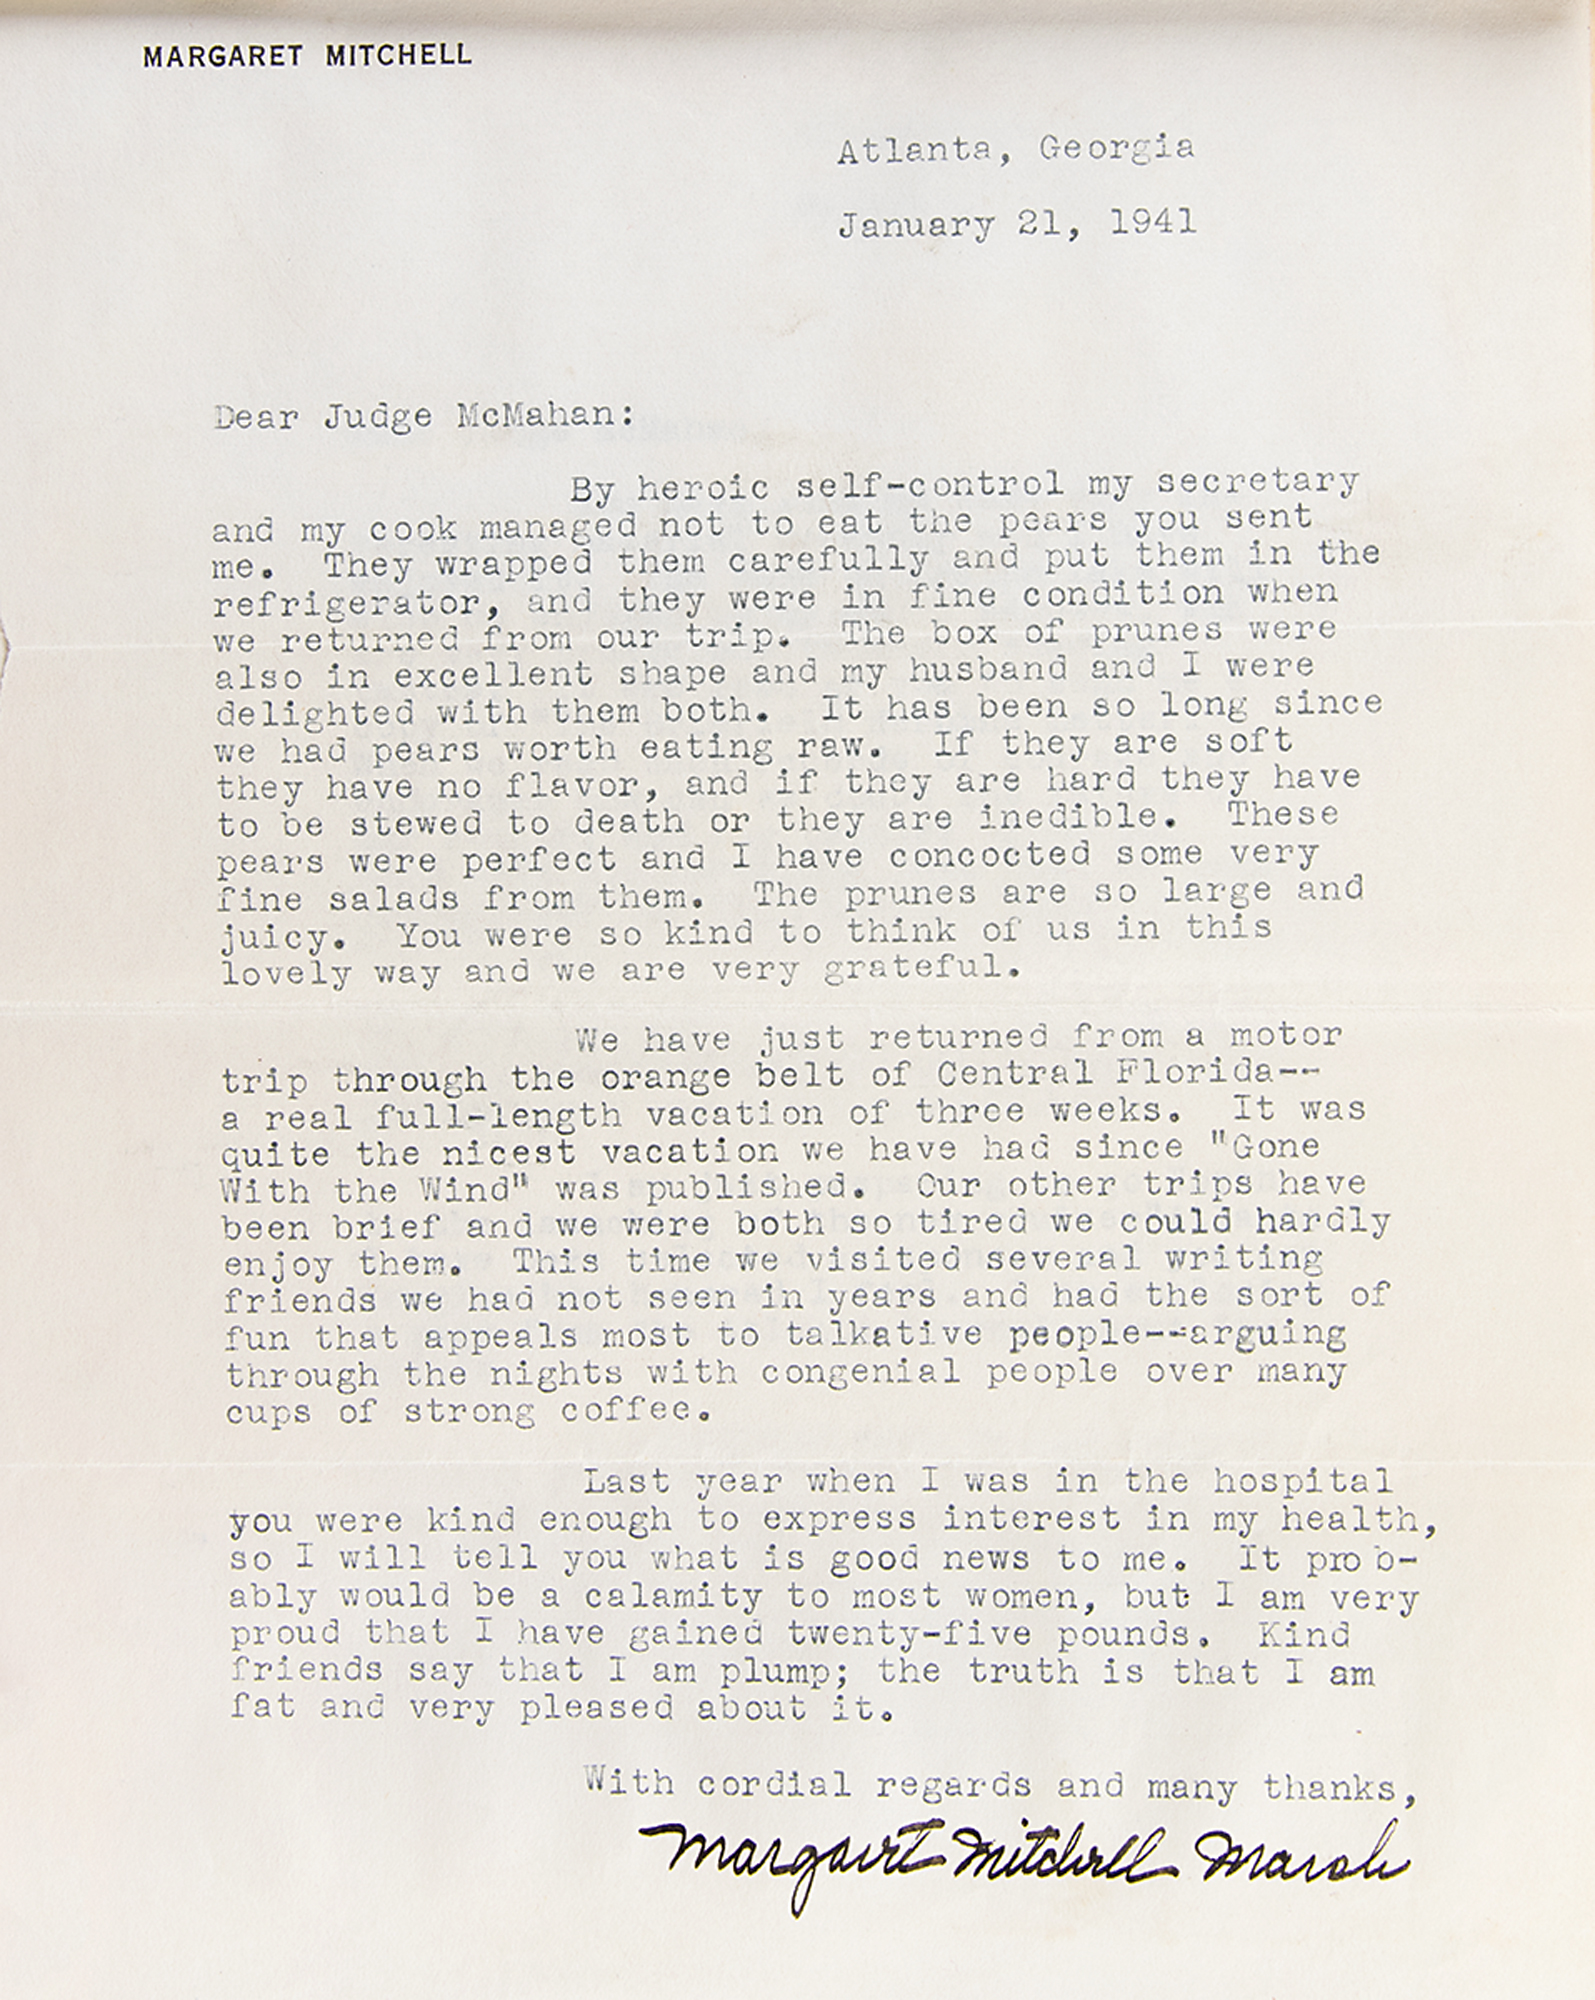 MARGARET MITCHELL
Atlanta, Georgia
January 21, 1941
Dear Judge McMahan:
By heroic self-control my secretary
and my cook managed not to eat the pears you sent
me. They wrapped them carefully and put them in the
refrigerator, and they were in fine condition when
we returned from our trip. The box of prunes were
also in excellent shape and my husband and I were
delighted with them both. It has been so long since
we had pears worth eating raw. If they are soft
they have no flavor, and if they are hard they have
to be stewed to death or they are inedible. These
pears were perfect and I have concocted some very
fine salads from them. The prunes are so large and
juicy. You were so kind to think of us in this
lovely way and we are very grateful.
We have just returned from a motor
trip through the orange belt of Central Florida--
a real full-length vacation of three weeks. It was
quite the nicest vacation we have had since "Gone
With the Wind" was published. Our other trips have
been brief and we were both so tired we could hardly
enjoy them. This time we visited several writing
friends we had not seen in years and had the sort of
fun that appeals most to talkative people--arguing
through the nights with congenial people over many
cups of strong coffee.
Last year when I was in the hospital
you were kind enough to express interest in my health,
so I will tell you what is good news to me. It prob-
ably would be a calamity to most women, but I am very
proud that I have gained twenty-five pounds. Kind
friends say that I am plump; the truth is that I am
fat and very pleased about it.
With cordial regards and many thanks,
Margaret Mitchell Marsh